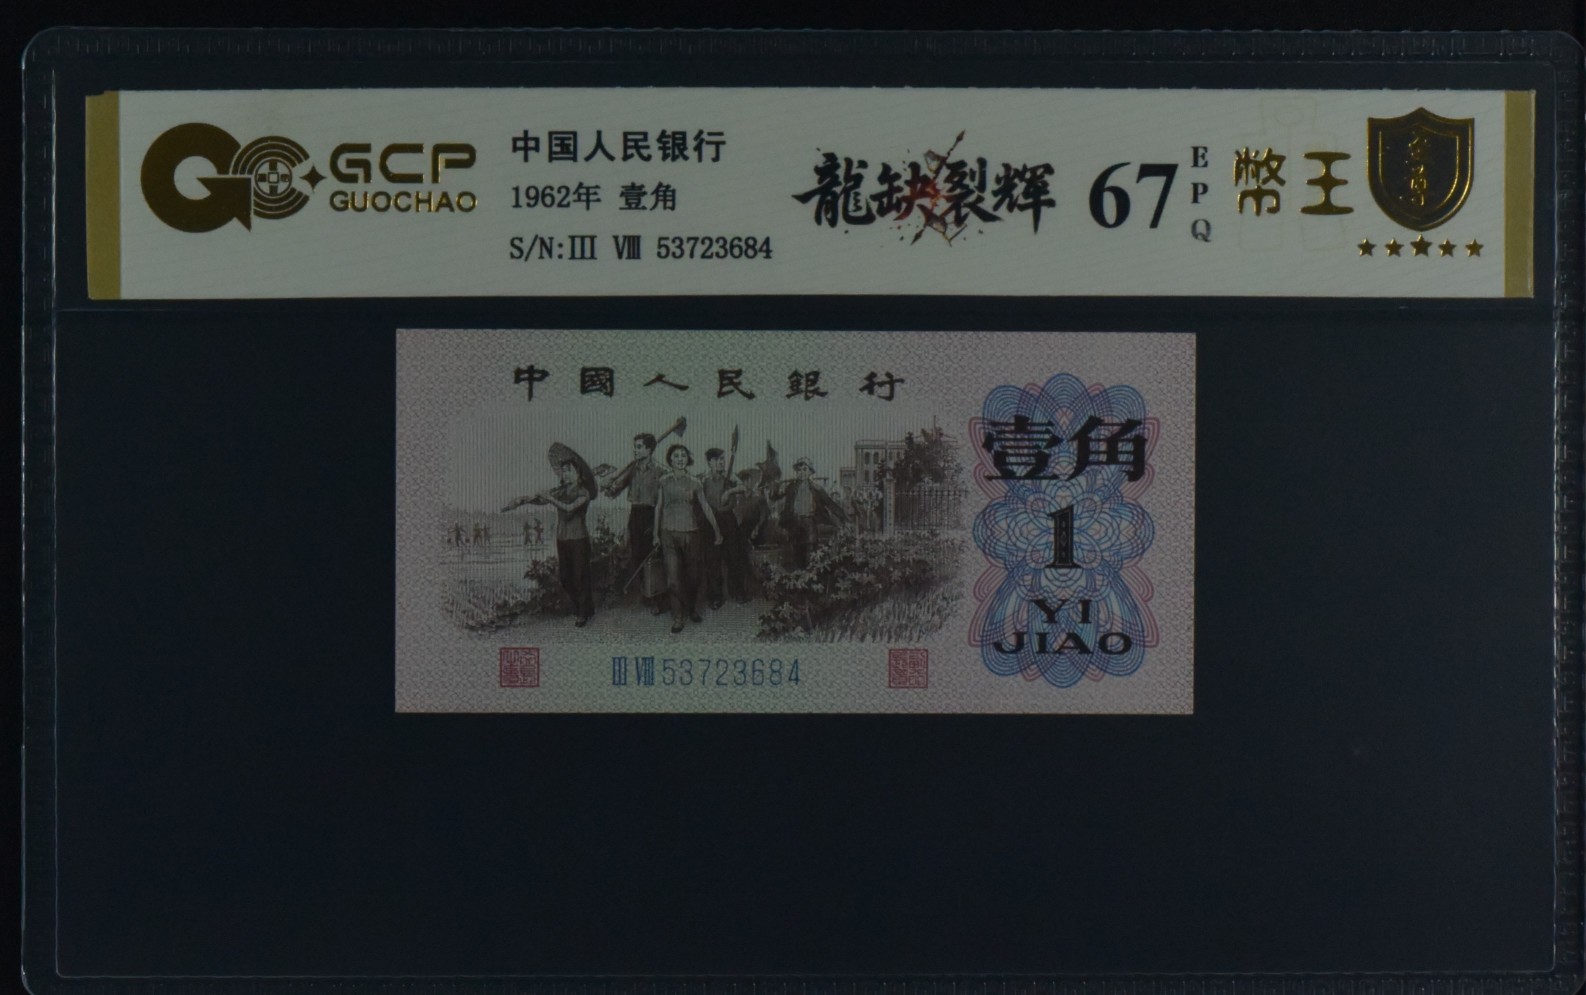 GCP
GUOCHAO
中国人民银行
1962年 壹角
S/N:III VIII 53723684
龍缺裂辉
67
EPQ
幣王
中國人民銀行
壹角
1
YI
JIAO
III VIII 53723684